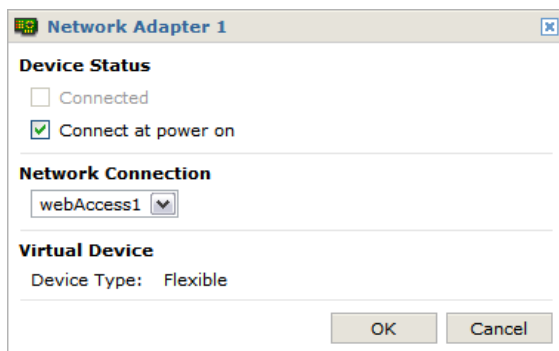 Network Adapter 1
Device Status
Connected
Connect at power on
Network Connection
webAccess1
Virtual Device
Device Type: Flexible
OK Cancel